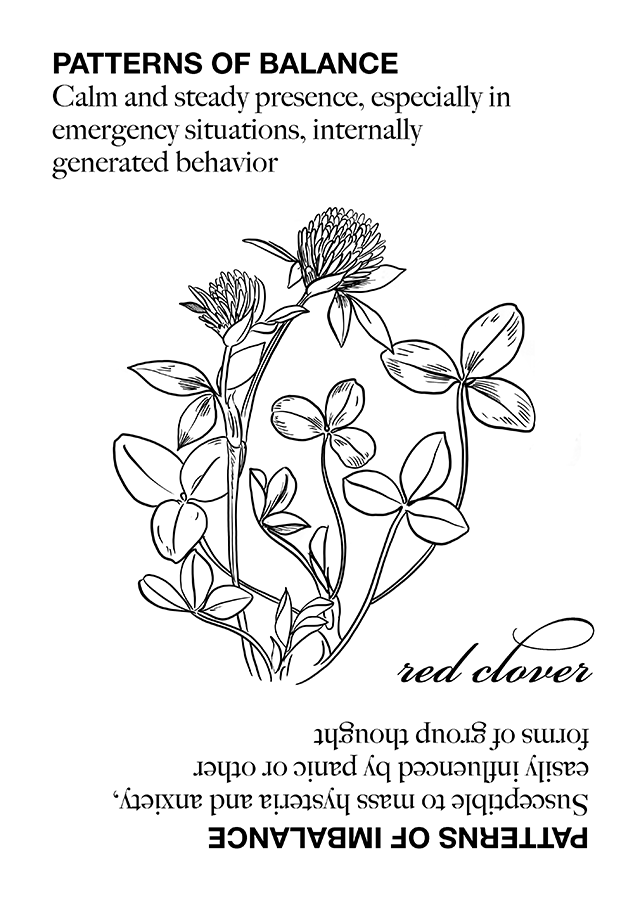 PATTERNS OF BALANCE
Calm and steady presence, especially in
emergency situations, internally
generated behavior
red clover
PATTERNS OF IMBALANCE
Susceptible to mass hysteria and anxiety,
easily influenced by panic or other
forms of group thought